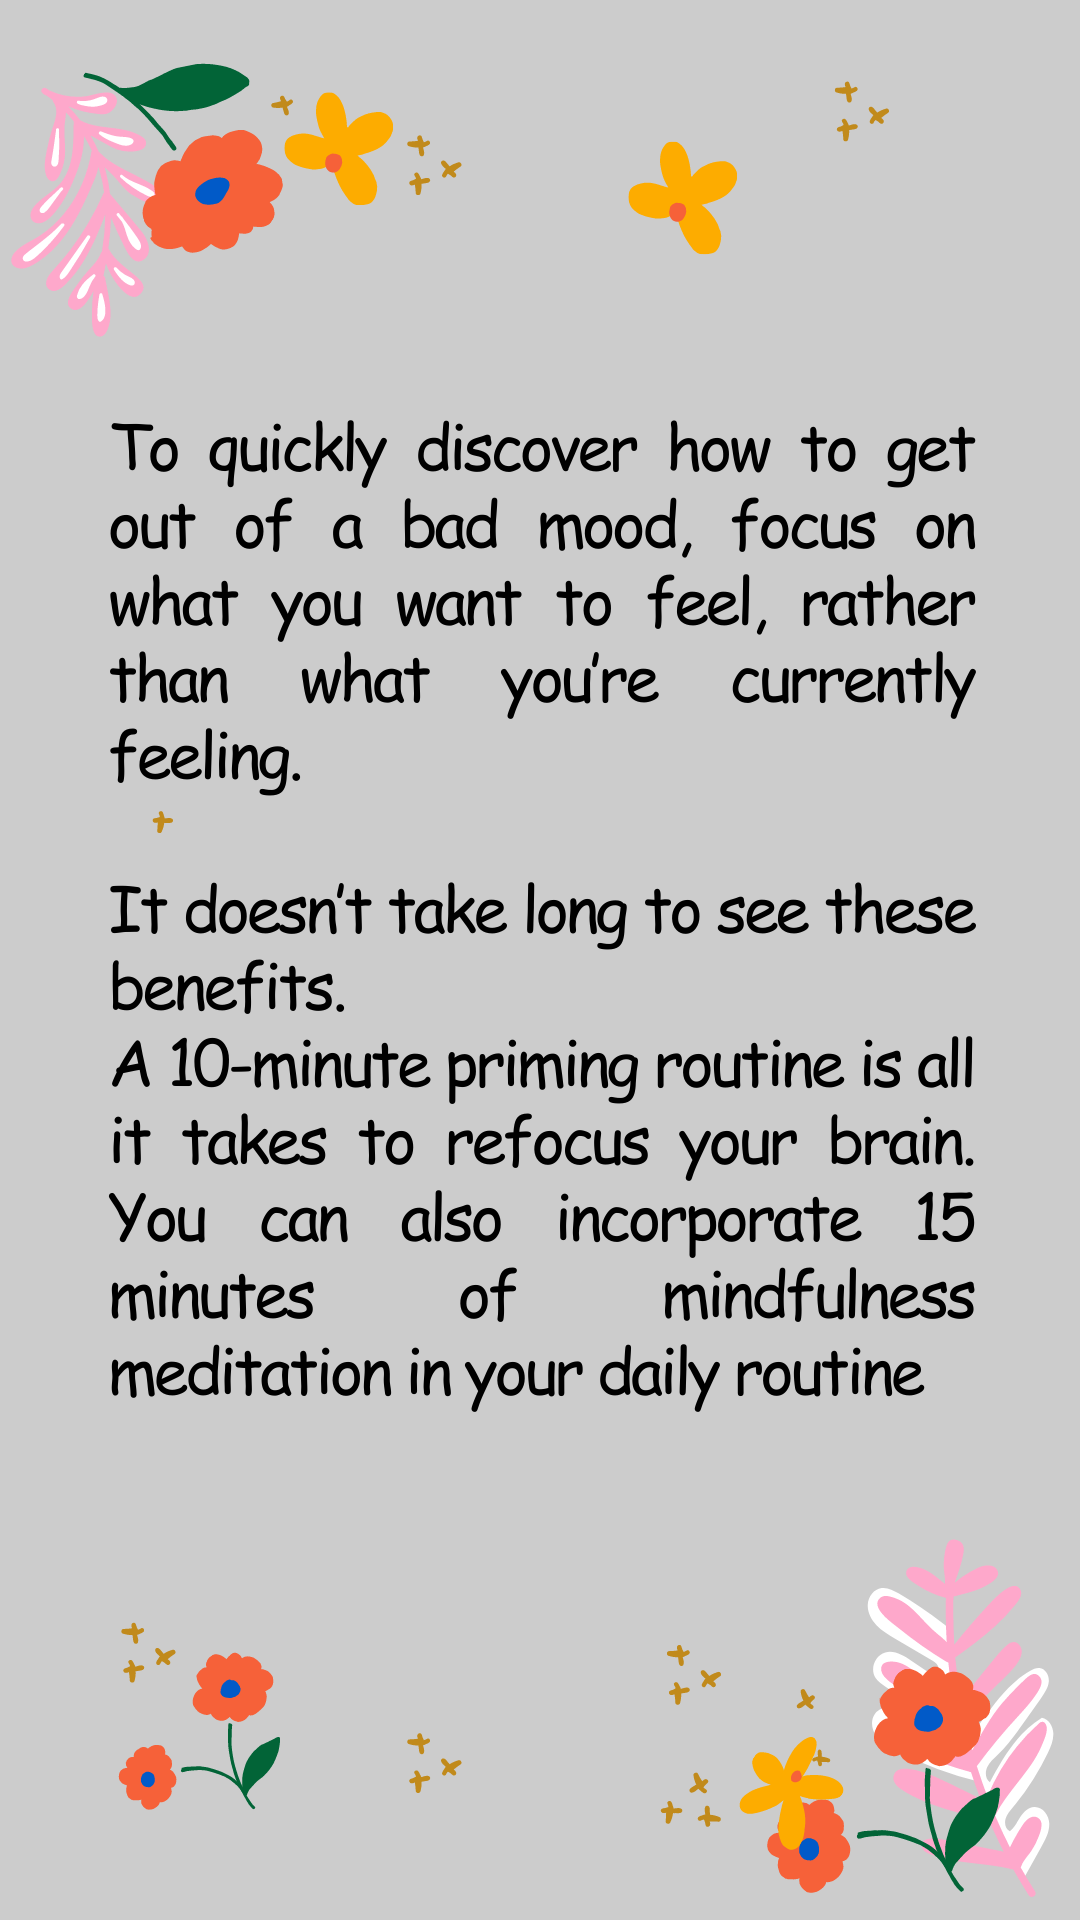 To quickly discover how to get
out of a bad mood, focus on
what you want to feel, rather
than what you’re currently
feeling.
It doesn’t take long to see these
benefits.
A 10-minute priming routine is all
it takes to refocus your brain.
You can also incorporate 15
minutes of mindfulness
meditation in your daily routine